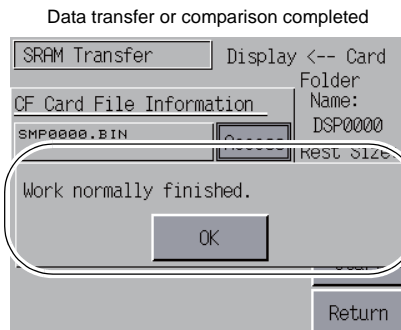 Data transfer or comparison completed
SRAM Transfer
Display <-- Card
Folder
Name:
DSP0000
CF Card File Information
SMP0000.BIN
Rest Size:
Work normally finished.
OK
Return